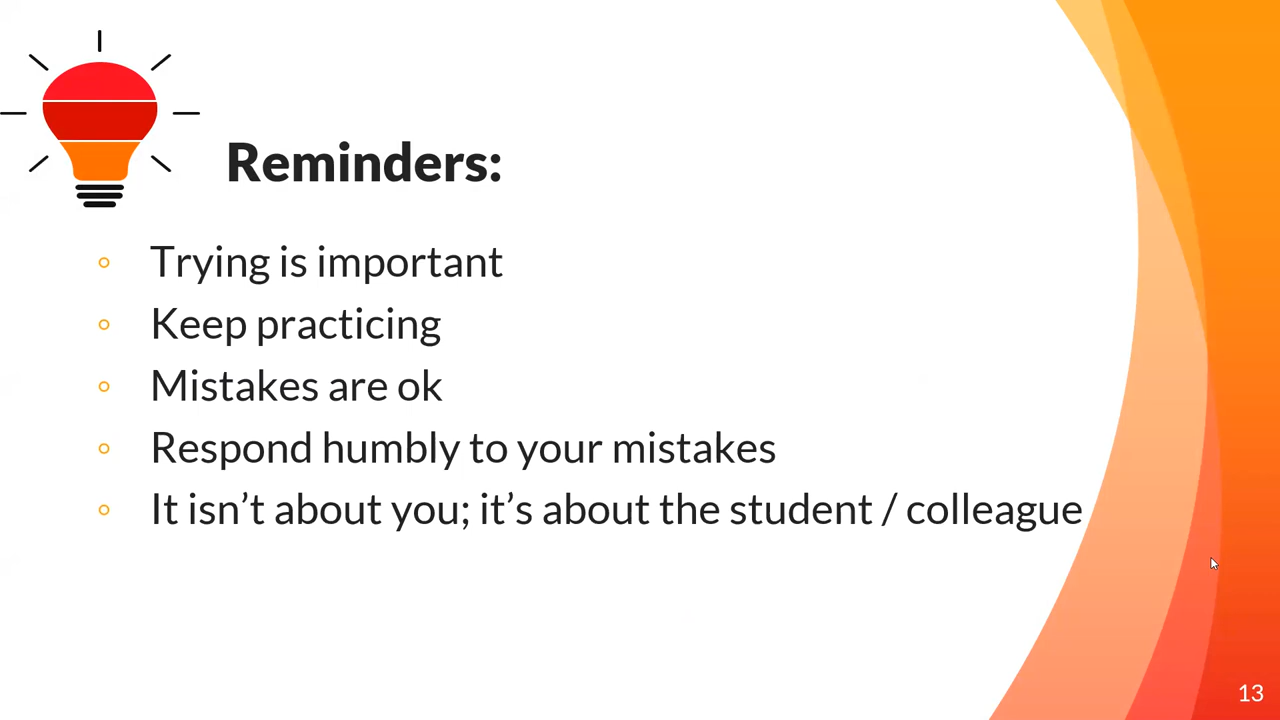 Reminders:
Trying is important
Keep practicing
Mistakes are ok
Respond humbly to your mistakes
It isn’t about you; it’s about the student / colleague
13